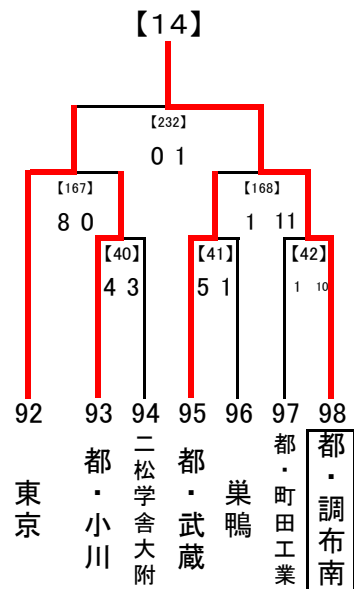 【14】
【232】
0 1
【167】 【168】
8 0 1 11
【40】 【41】 【42】
4 3 5 1 1 10
92 93 94 95 96 97 98
東京
都・小川
二松学舎大附
都・武蔵
巣鴨
都・町田工業
都・調布南